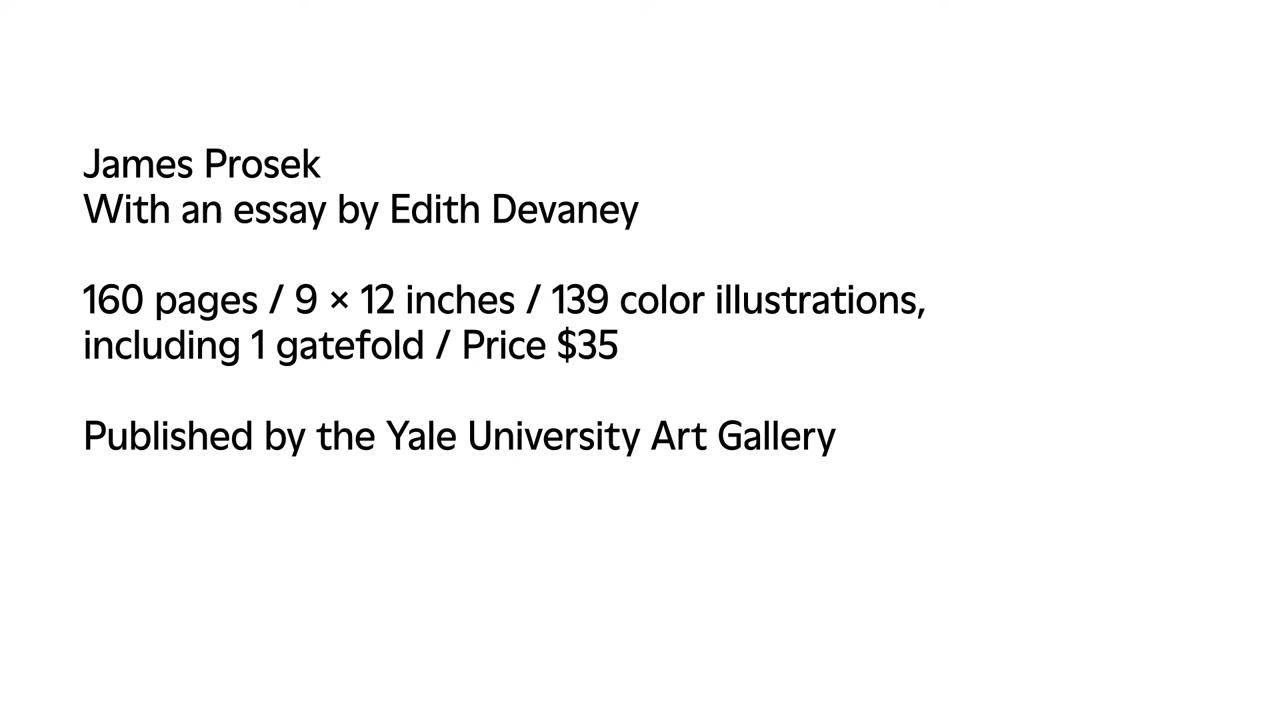 James Prosek
With an essay by Edith Devaney
160 pages / 9 × 12 inches / 139 color illustrations,
including 1 gatefold / Price $35
Published by the Yale University Art Gallery